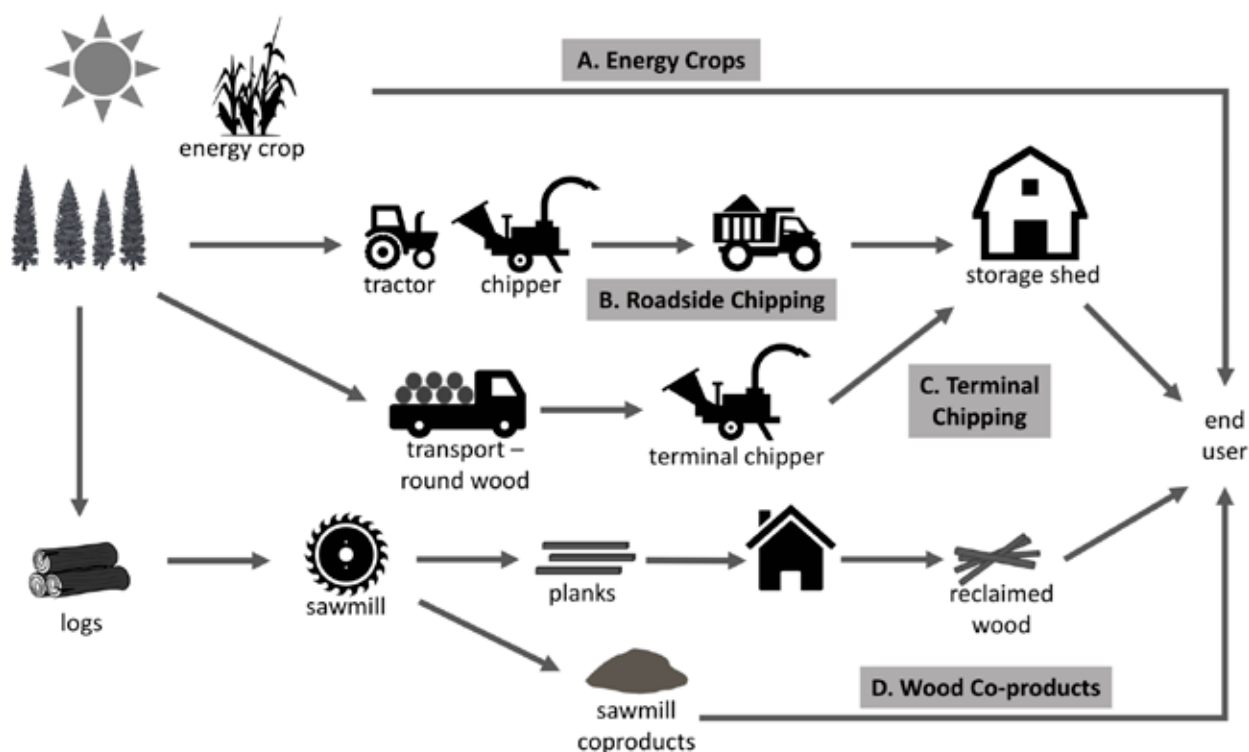 A. Energy Crops
energy crop
tractor
chipper
storage shed
B. Roadside Chipping
C. Terminal
Chipping
end
user
transport –
round wood
terminal chipper
logs
sawmill
planks
reclaimed
wood
D. Wood Co-products
sawmill
coproducts